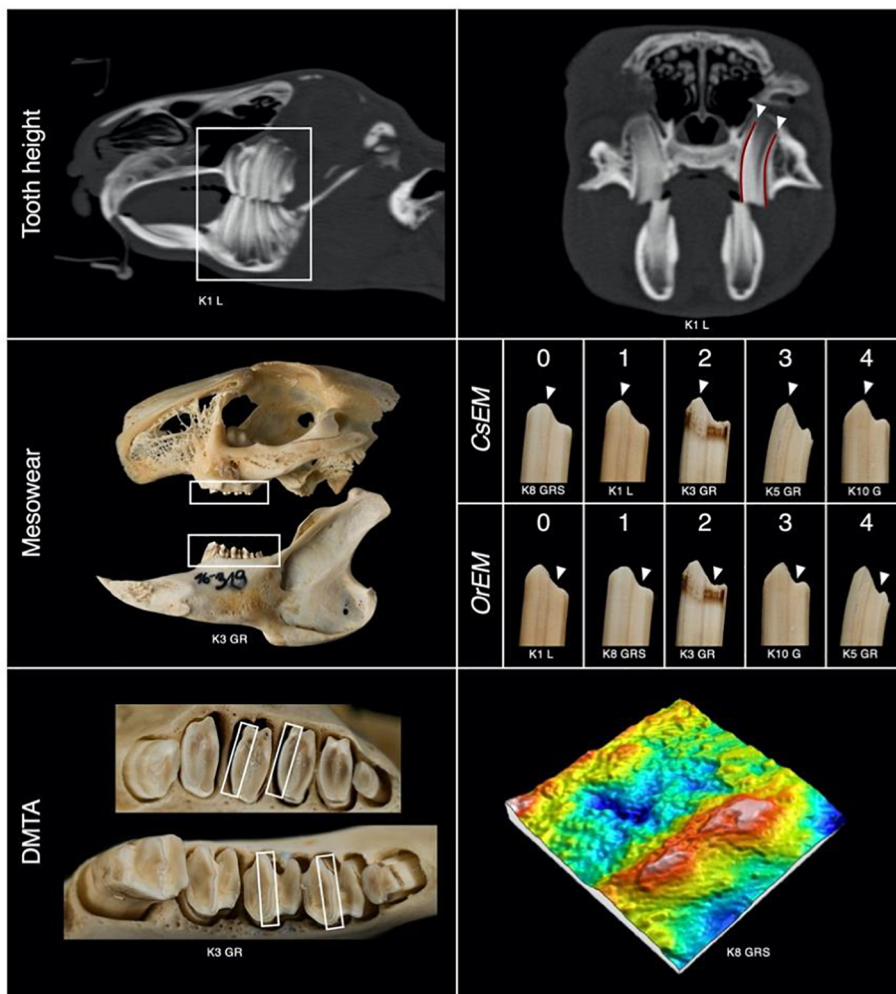 Tooth height
K1 L
K1 L
Mesowear
16-319
K3 GR
CsEM
0 1 2 3 4
K8 GRS K1 L K3 GR K5 GR K10 G
OrEM
0 1 2 3 4
K1 L K8 GRS K3 GR K10 G K5 GR
DMTA
K3 GR
K8 GRS